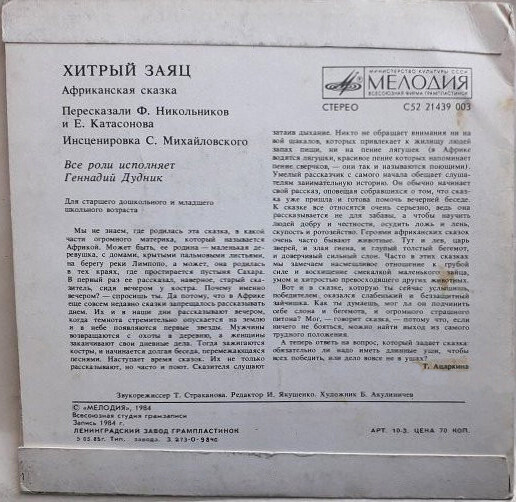 ХИТРЫЙ ЗАЯЦ
Африканская сказка
Пересказали Ф. Никольников
и Е. Катасонова
Инсценировка С. Михайловского
Все роли исполняет
Геннадий Дудник
МИНИСТЕРСТВО КУЛЬТУРЫ СССР
МЕЛОДИЯ
ВСЕСОЮЗНАЯ ФИРМА ГРАМПЛАСТИНОК
СТЕРЕО
С52 21439 003
Для старшего дошкольного и младшего
школьного возраста
Мы не знаем, где родилась эта сказка, в какой
части огромного материка, который называется
Африкой. Может быть, ее родина — маленькая де-
ревушка, с домами, крытыми пальмовыми листьями,
на берегу реки Лимпопо, а может, она родилась
в тех краях, где простирается пустыня Сахара.
В первый раз ее рассказал, наверное, старый ска-
зитель, сидя вечером у костра. Почему именно
вечером? — спросишь ты. Да потому, что в Африке
еще совсем недавно сказки запрещалось рассказывать
днем. Их и в наши дни рассказывают вечером,
когда темнота стремительно опускается на землю
и в небе появляются первые звезды. Мужчины
возвращаются с охоты в деревню, а женщины
заканчивают свои дневные дела. Тогда зажигаются
костры, и начинается долгая беседа, перемежающаяся
песнями. Наступает время сказок. Их не только
рассказывают, но часто и поют. Сказителя слушают
затаив дыхание. Никто не обращает внимания ни на
вой шакалов, которых привлекает к жилищу людей
запах пищи, ни на пение лягушек (в Африке
водятся лягушки, красивое пение которых напоминает
пение сверчков, — они так и называются поющими).
Умелый рассказчик с самого начала обещает слуша-
телям занимательную историю. Он обычно начинает
свой рассказ, оповещая собравшихся о том, что сказ-
ка уже пришла и готова помочь вечерней беседе.
К сказке все относятся очень серьезно, ведь она
рассказывается не для забавы, а чтобы научить
людей добру и честности, осудить ложь и лень,
скупость и ротозейство. Героями африканских сказок
очень часто бывают животные. Тут и лев, царь
зверей, и злая гиена, и глупый толстый бегемот,
и доверчивый сильный слон. Часто в этих сказках
мы замечаем насмешливое отношение к грубой
силе и восхищение смекалкой маленького зайца,
умом и хитростью превосходящего других животных.
Вот и в сказке, которую ты сейчас услышишь,
победителем оказался слабенький и беззащитный
зайчишка. Как ты думаешь, мог ли он подчинить
себе слона и бегемота, и огромного страшного
питона? Мог, — говорит сказка, — потому что, если
ничего не бояться, можно найти выход из самого
трудного положения.
А теперь ответь на вопрос, который задает сказка:
обязательно ли надо иметь длинные уши, чтобы
всех победить, или дело вовсе не в ушах?
Т. Ацаркина
Звукорежиссер Т. Страканова. Редактор И. Якушенко. Художник Б. Акулиничев
© «МЕЛОДИЯ», 1984
Всесоюзная студия грамзаписи
Запись 1984 г.
ЛЕНИНГРАДСКИЙ ЗАВОД ГРАМПЛАСТИНОК
АРТ. 10-3. ЦЕНА 70 КОП.